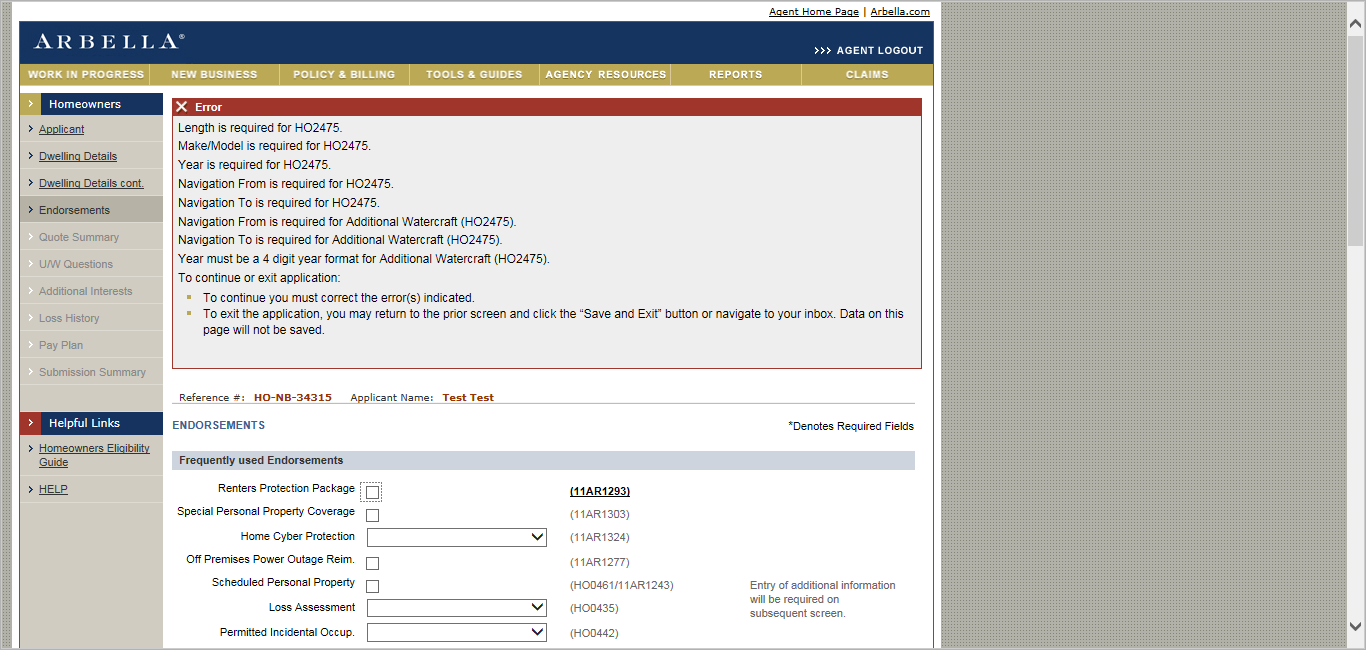 Agent Home Page | Arbella.com
ARBELLA®
>>> AGENT LOGOUT
WORK IN PROGRESS NEW BUSINESS POLICY & BILLING TOOLS & GUIDES AGENCY RESOURCES REPORTS CLAIMS
Homeowners
Applicant
Dwelling Details
Dwelling Details cont.
Endorsements
Quote Summary
U/W Questions
Additional Interests
Loss History
Pay Plan
Submission Summary
Helpful Links
Homeowners Eligibility
Guide
HELP
Error
Length is required for HO2475.
Make/Model is required for HO2475.
Year is required for HO2475.
Navigation From is required for HO2475.
Navigation To is required for HO2475.
Navigation From is required for Additional Watercraft (HO2475).
Navigation To is required for Additional Watercraft (HO2475).
Year must be a 4 digit year format for Additional Watercraft (HO2475).
To continue or exit application:
To continue you must correct the error(s) indicated.
To exit the application, you may return to the prior screen and click the “Save and Exit” button or navigate to your inbox. Data on this
page will not be saved.
Reference #: HO-NB-34315 Applicant Name: Test Test
ENDORSEMENTS *Denotes Required Fields
Frequently used Endorsements
Renters Protection Package (11AR1293)
Special Personal Property Coverage (11AR1303)
Home Cyber Protection (11AR1324)
Off Premises Power Outage Reim. (11AR1277)
Scheduled Personal Property (HO0461/11AR1243) Entry of additional information
will be required on
subsequent screen.
Loss Assessment (HO0435)
Permitted Incidental Occup. (HO0442)